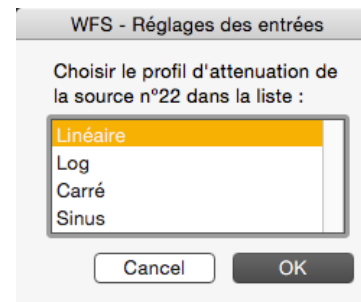 WFS - Réglages des entrées
Choisir le profil d'attenuation de
la source n°22 dans la liste :
Linéaire
Log
Carré
Sinus
Cancel
OK